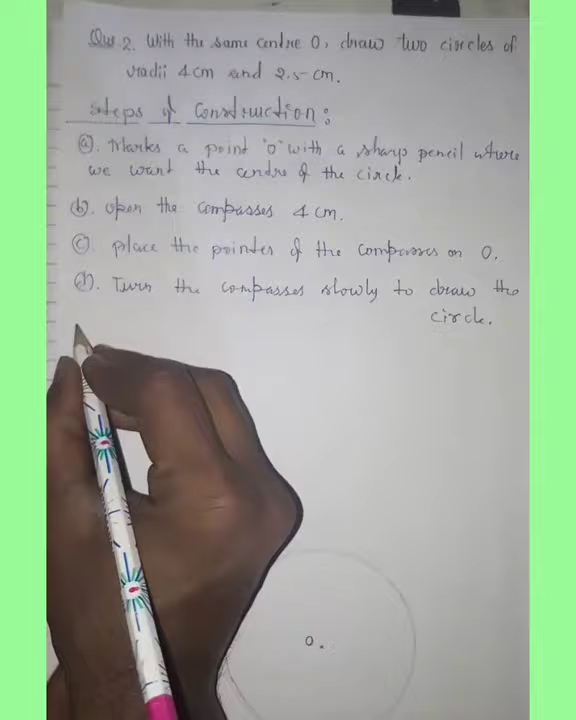 Que.2. With the same centre O, draw two circles of
radii 4cm and 2.5 cm.
Steps of Construction:
(a). Marks a point 'O' with a sharp pencil where
we want the centre of the circle.
(b). open the compasses 4 cm.
(c). place the pointer of the compasses on O.
(d). Turn the compasses slowly to draw the
circle.
O